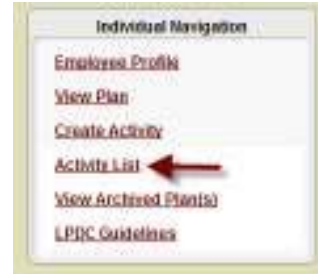 Individual Navigation
Employee Profile
View Plan
Create Activity
Activity List
View Archived Plan(s)
LPDC Guidelines